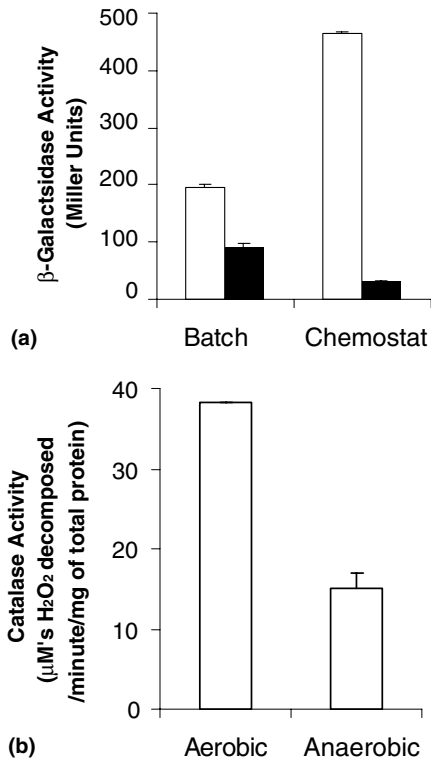 β-Galactsidase Activity
(Miller Units)
500
400
300
200
100
0
(a)
Batch
Chemostat
Catalase Activity
(μM's H₂O₂ decomposed
/minute/mg of total protein)
40
30
20
10
0
(b)
Aerobic
Anaerobic